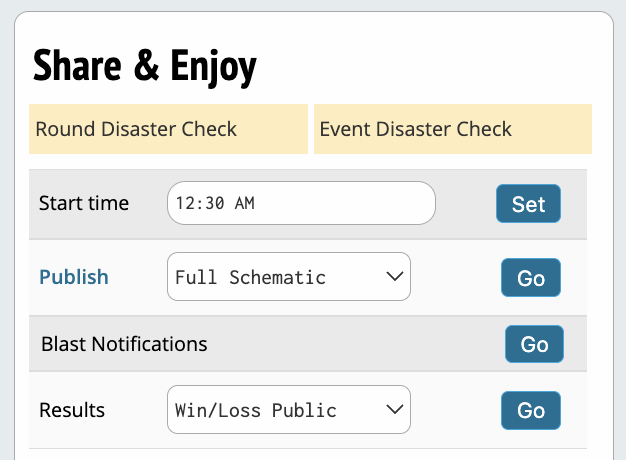 Share & Enjoy
Round Disaster Check Event Disaster Check
Start time 12:30 AM Set
Publish Full Schematic Go
Blast Notifications Go
Results Win/Loss Public Go